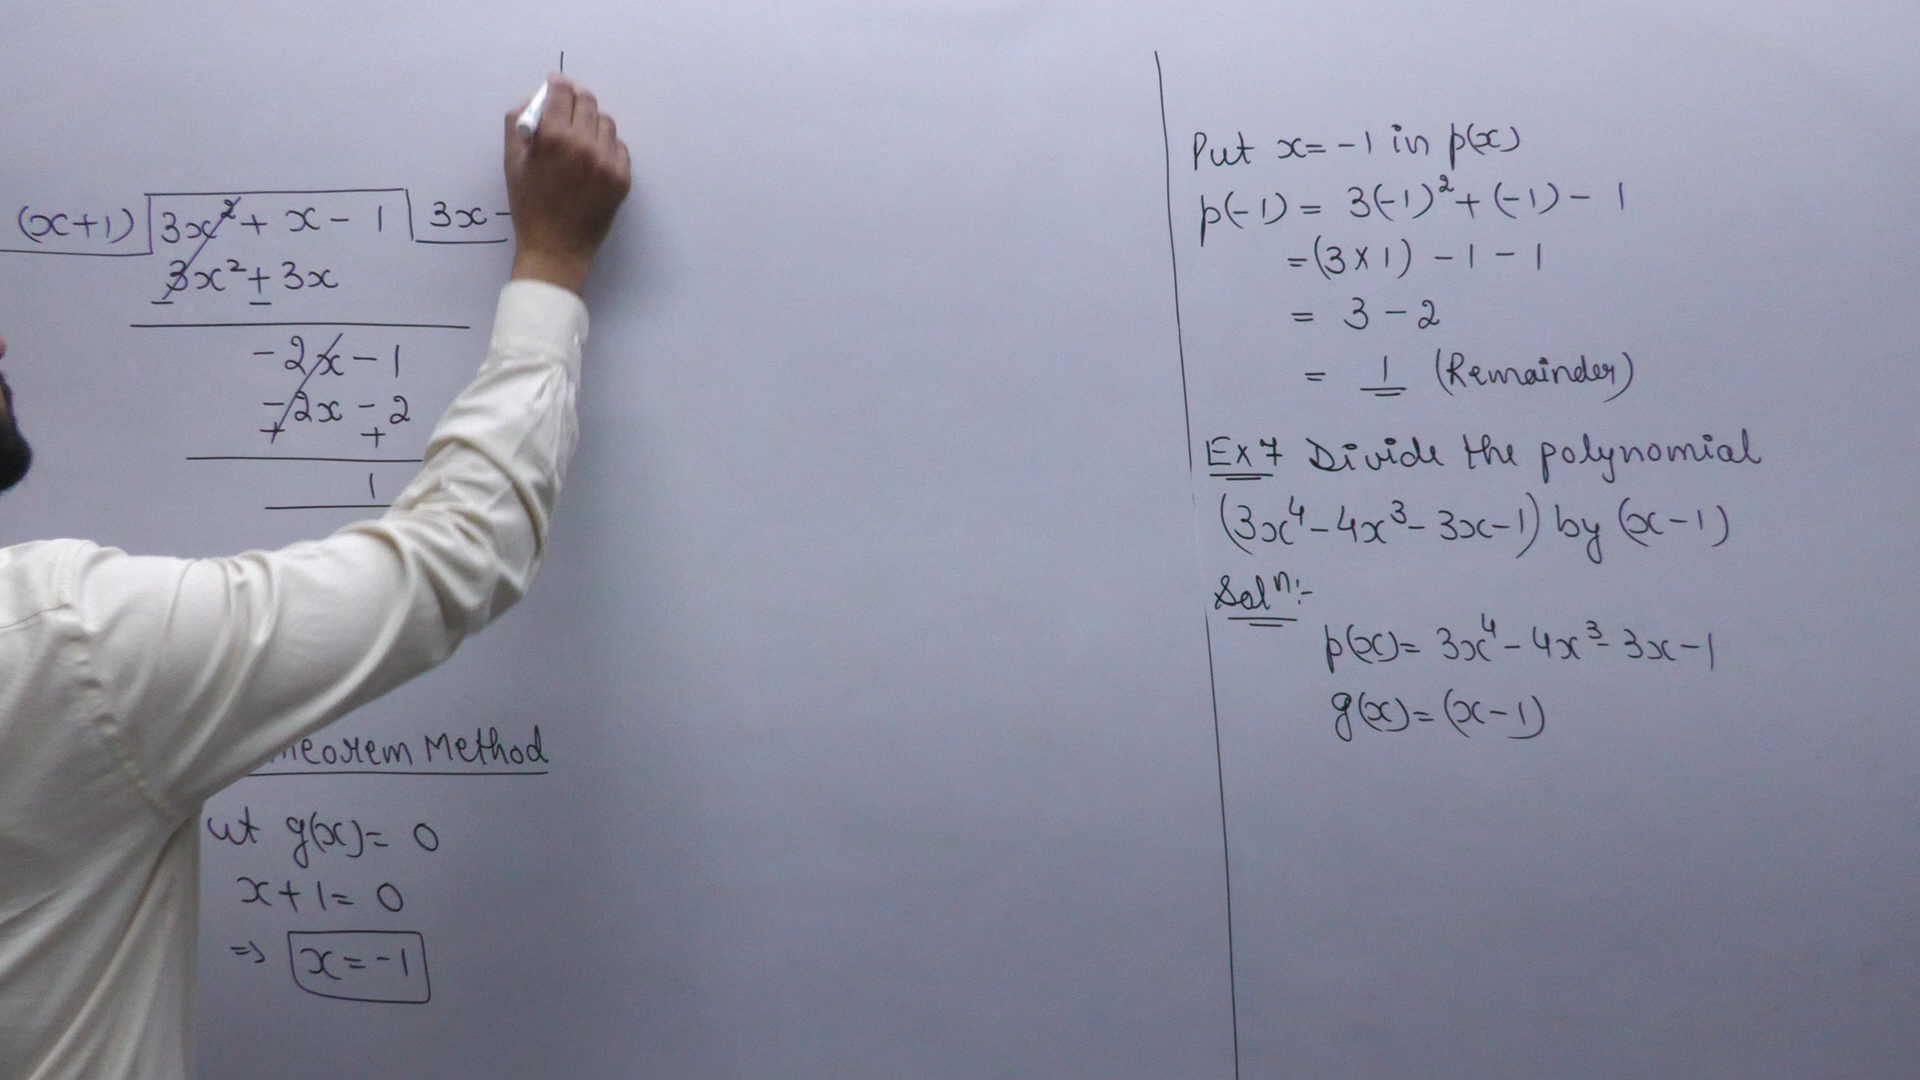 (x+1) 3x² + x - 1 3x -
3x² + 3x
- -
-2x - 1
-2x - 2
+ +
1
Theorem Method
ut g(x) = 0
x + 1 = 0
⇒ x = -1
Put x = -1 in p(x)
p(-1) = 3(-1)² + (-1) - 1
= (3 × 1) - 1 - 1
= 3 - 2
= 1 (Remainder)
Ex 7 Divide the polynomial
(3x⁴ - 4x³ - 3x - 1) by (x - 1)
Solⁿ:-
p(x) = 3x⁴ - 4x³ - 3x - 1
g(x) = (x - 1)